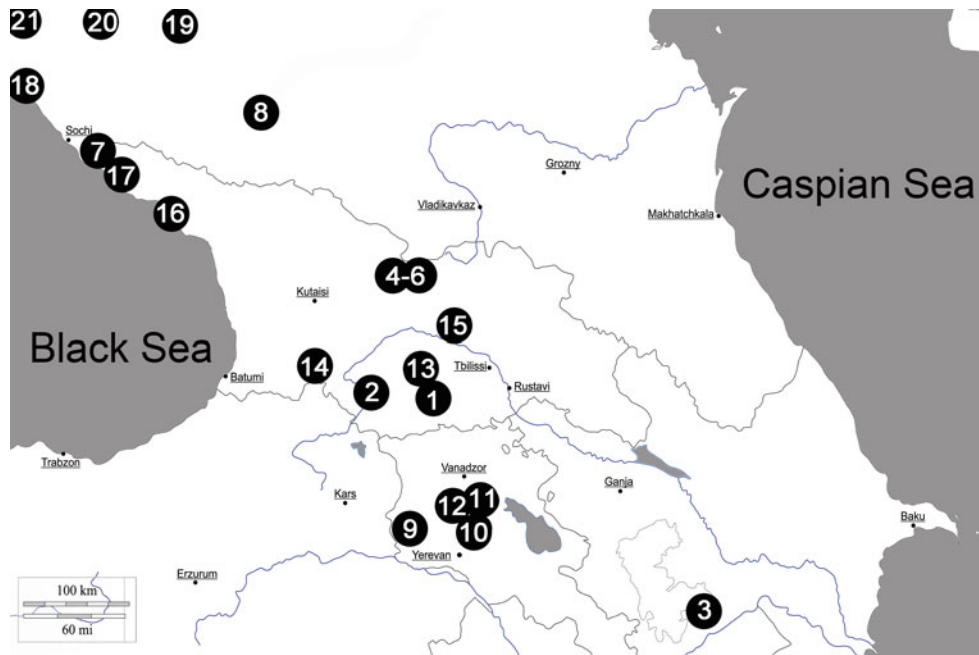 21
20
19
18
8
Sochi
7
17
Grozny
Caspian Sea
16
Vladikavkaz
Makhatchkala
4-6
Kutaisi
15
Black Sea
14
13
Tbilissi
Batumi
2
1
Rustavi
Trabzon
Vanadzor
Kars
12
11
Ganja
9
10
Baku
Yerevan
Erzurum
100 km
60 mi
3